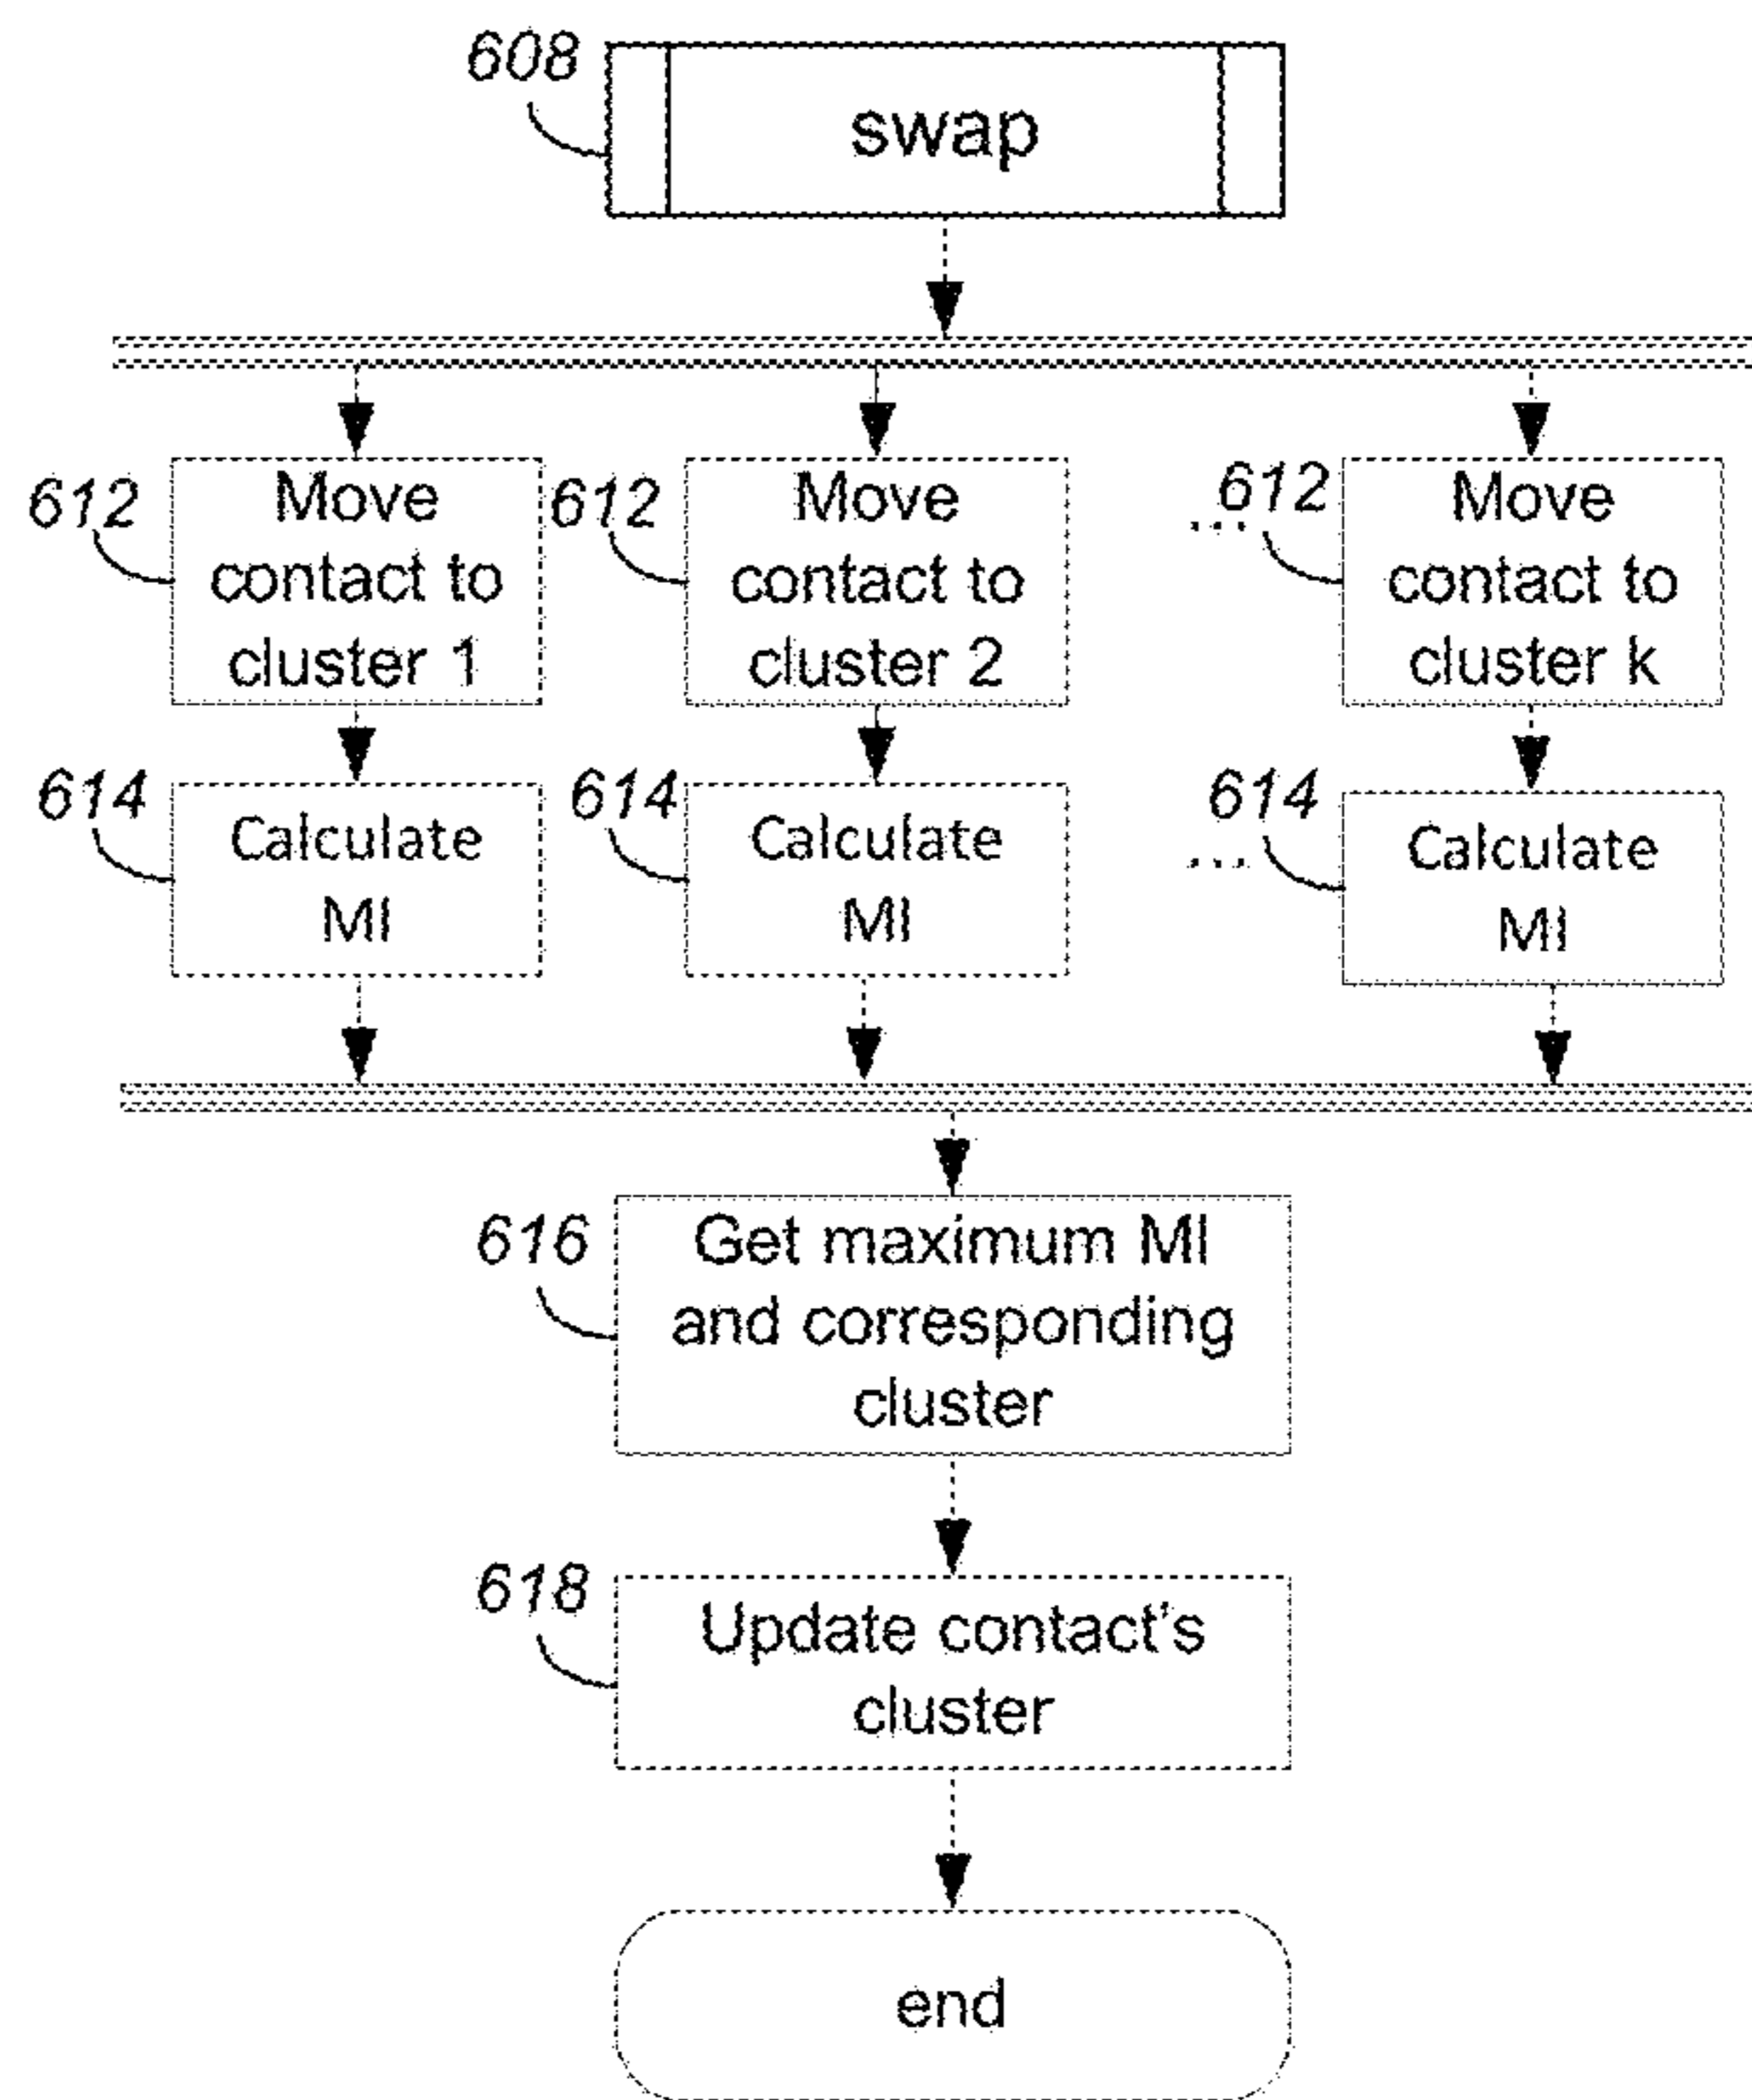 608
swap
612
Move
contact to
cluster 1
612
Move
contact to
cluster 2
...
612
Move
contact to
cluster k
614
Calculate
MI
614
Calculate
MI
...
614
Calculate
MI
616
Get maximum MI
and corresponding
cluster
618
Update contact's
cluster
end